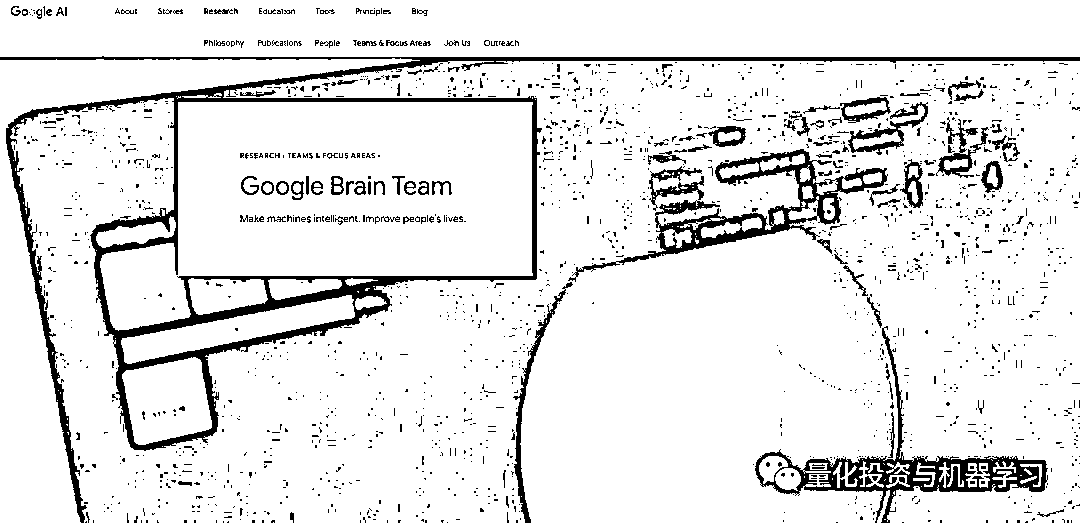 Google AI
About Stories Research Education Tools Principles Blog
Philosophy Publications People Teams & Focus Areas Join Us Outreach
RESEARCH › TEAMS & FOCUS AREAS ›
Google Brain Team
Make machines intelligent. Improve people's lives.
量化投资与机器学习